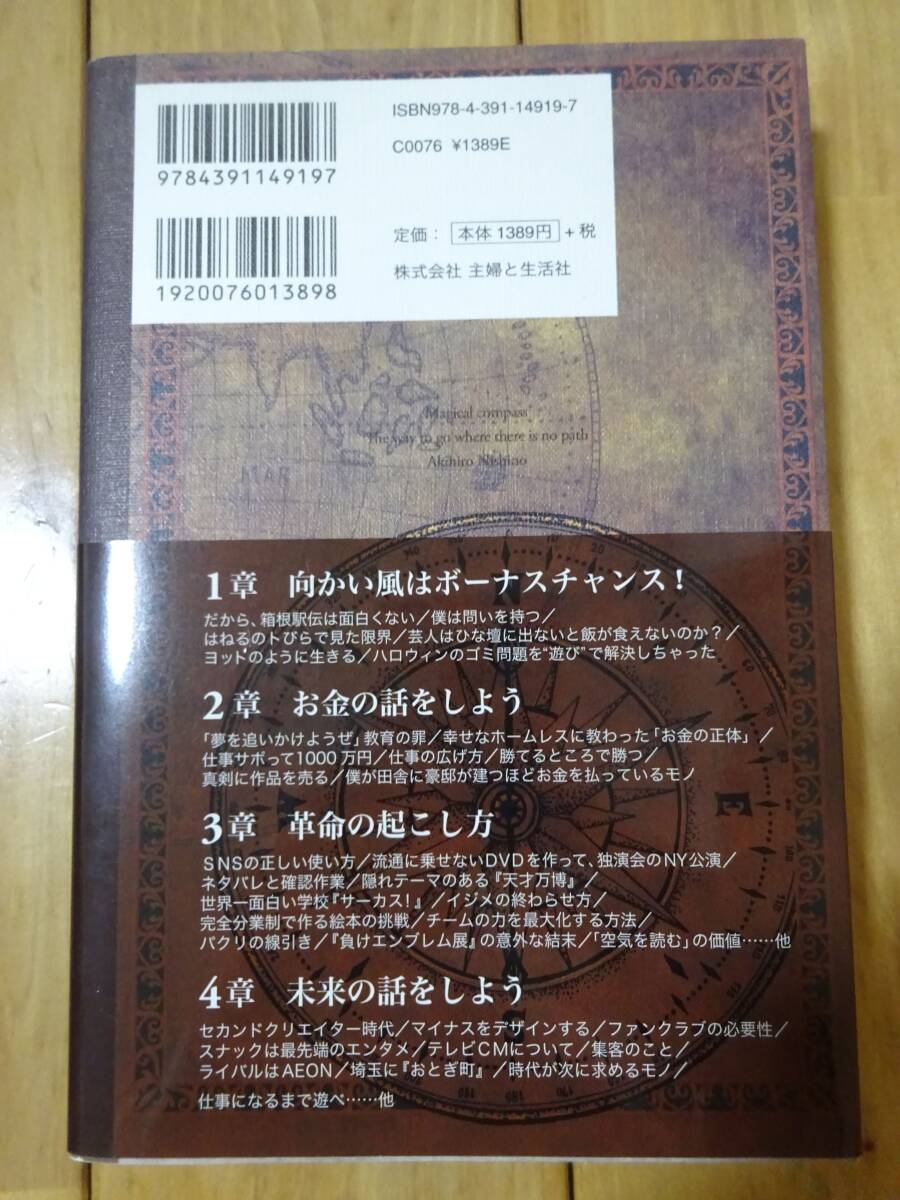 ISBN978-4-391-14919-7
C0076 ¥1389E
9784391149197
1920076013898
定価： 本体 1389円 ＋税
株式会社 主婦と生活社
Magical compass
The way to go where there is no path
Akihiro Nishino
MAR
1章 向かい風はボーナスチャンス！
だから、箱根駅伝は面白くない／僕は問いを持つ／
はねるのトびらで見た限界／芸人はひな壇に出ないと飯が食えないのか？／
ヨットのように生きる／ハロウィンのゴミ問題を“遊び”で解決しちゃった
2章 お金の話をしよう
「夢を追いかけようぜ」教育の罪／幸せなホームレスに教わった「お金の正体」／
仕事サボって1000万円／仕事の広げ方／勝てるところで勝つ／
真剣に作品を売る／僕が田舎に豪邸が建つほどお金を払っているモノ
3章 革命の起こし方
SNSの正しい使い方／流通に乗せないDVDを作って、独演会のNY公演／
ネタバレと確認作業／隠れテーマのある『天才万博』／
世界一面白い学校『サーカス！』／イジメの終わらせ方／
完全分業制で作る絵本の挑戦／チームの力を最大化する方法／
パクリの線引き／『負けエンブレム展』の意外な結末／「空気を読む」の価値……他
4章 未来の話をしよう
セカンドクリエイター時代／マイナスをデザインする／ファンクラブの必要性／
スナックは最先端のエンタメ／テレビCMについて／集客のこと／
ライバルはAEON／埼玉に『おとぎ町』／時代が次に求めるモノ／
仕事になるまで遊べ……他
E